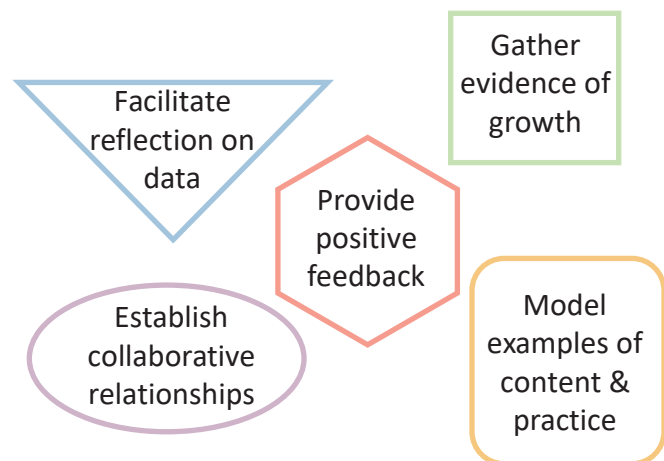 Facilitate
reflection on
data
Gather
evidence of
growth
Provide
positive
feedback
Establish
collaborative
relationships
Model
examples of
content &
practice